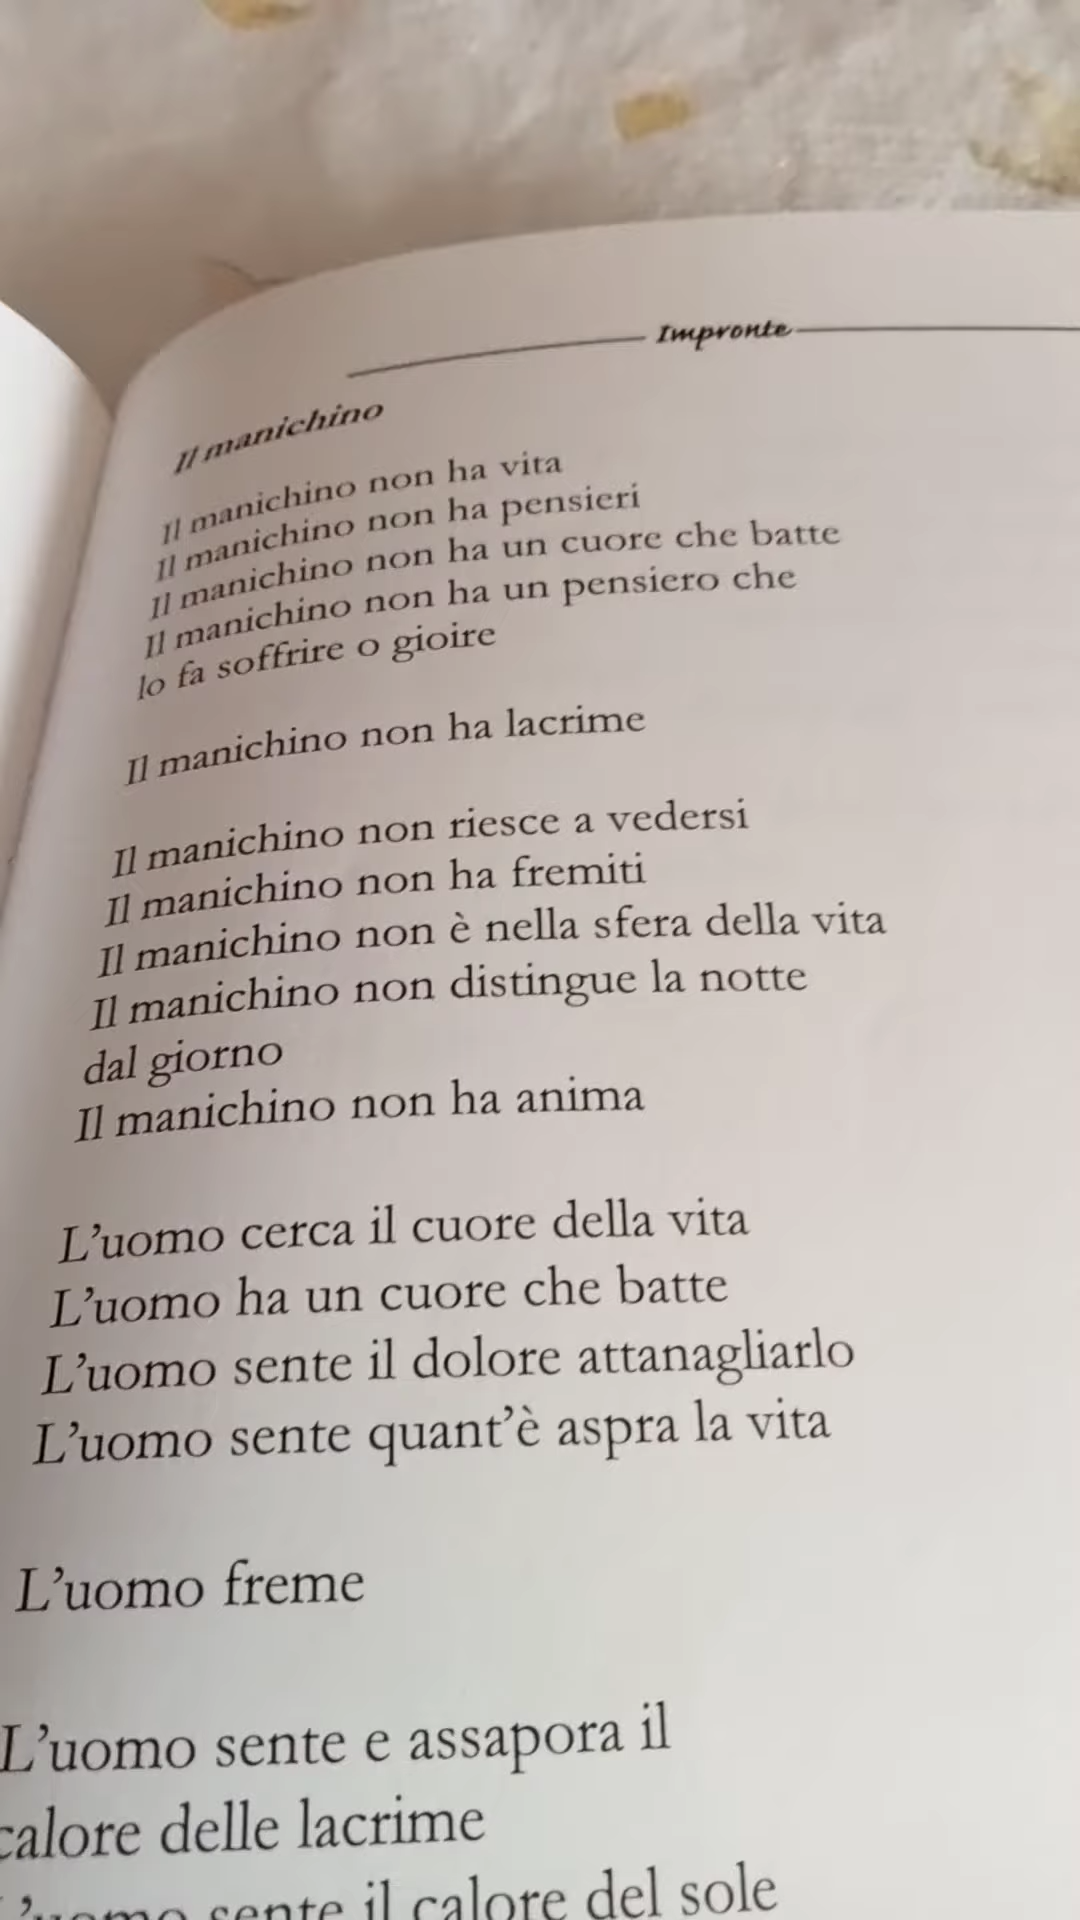 Impronte
Il manichino
Il manichino non ha vita
Il manichino non ha pensieri
Il manichino non ha un cuore che batte
Il manichino non ha un pensiero che
lo fa soffrire o gioire
Il manichino non ha lacrime
Il manichino non riesce a vedersi
Il manichino non ha fremiti
Il manichino non è nella sfera della vita
Il manichino non distingue la notte
dal giorno
Il manichino non ha anima
L'uomo cerca il cuore della vita
L'uomo ha un cuore che batte
L'uomo sente il dolore attanagliarlo
L'uomo sente quant'è aspra la vita
L'uomo freme
L'uomo sente e assapora il
calore delle lacrime
L'uomo sente il calore del sole